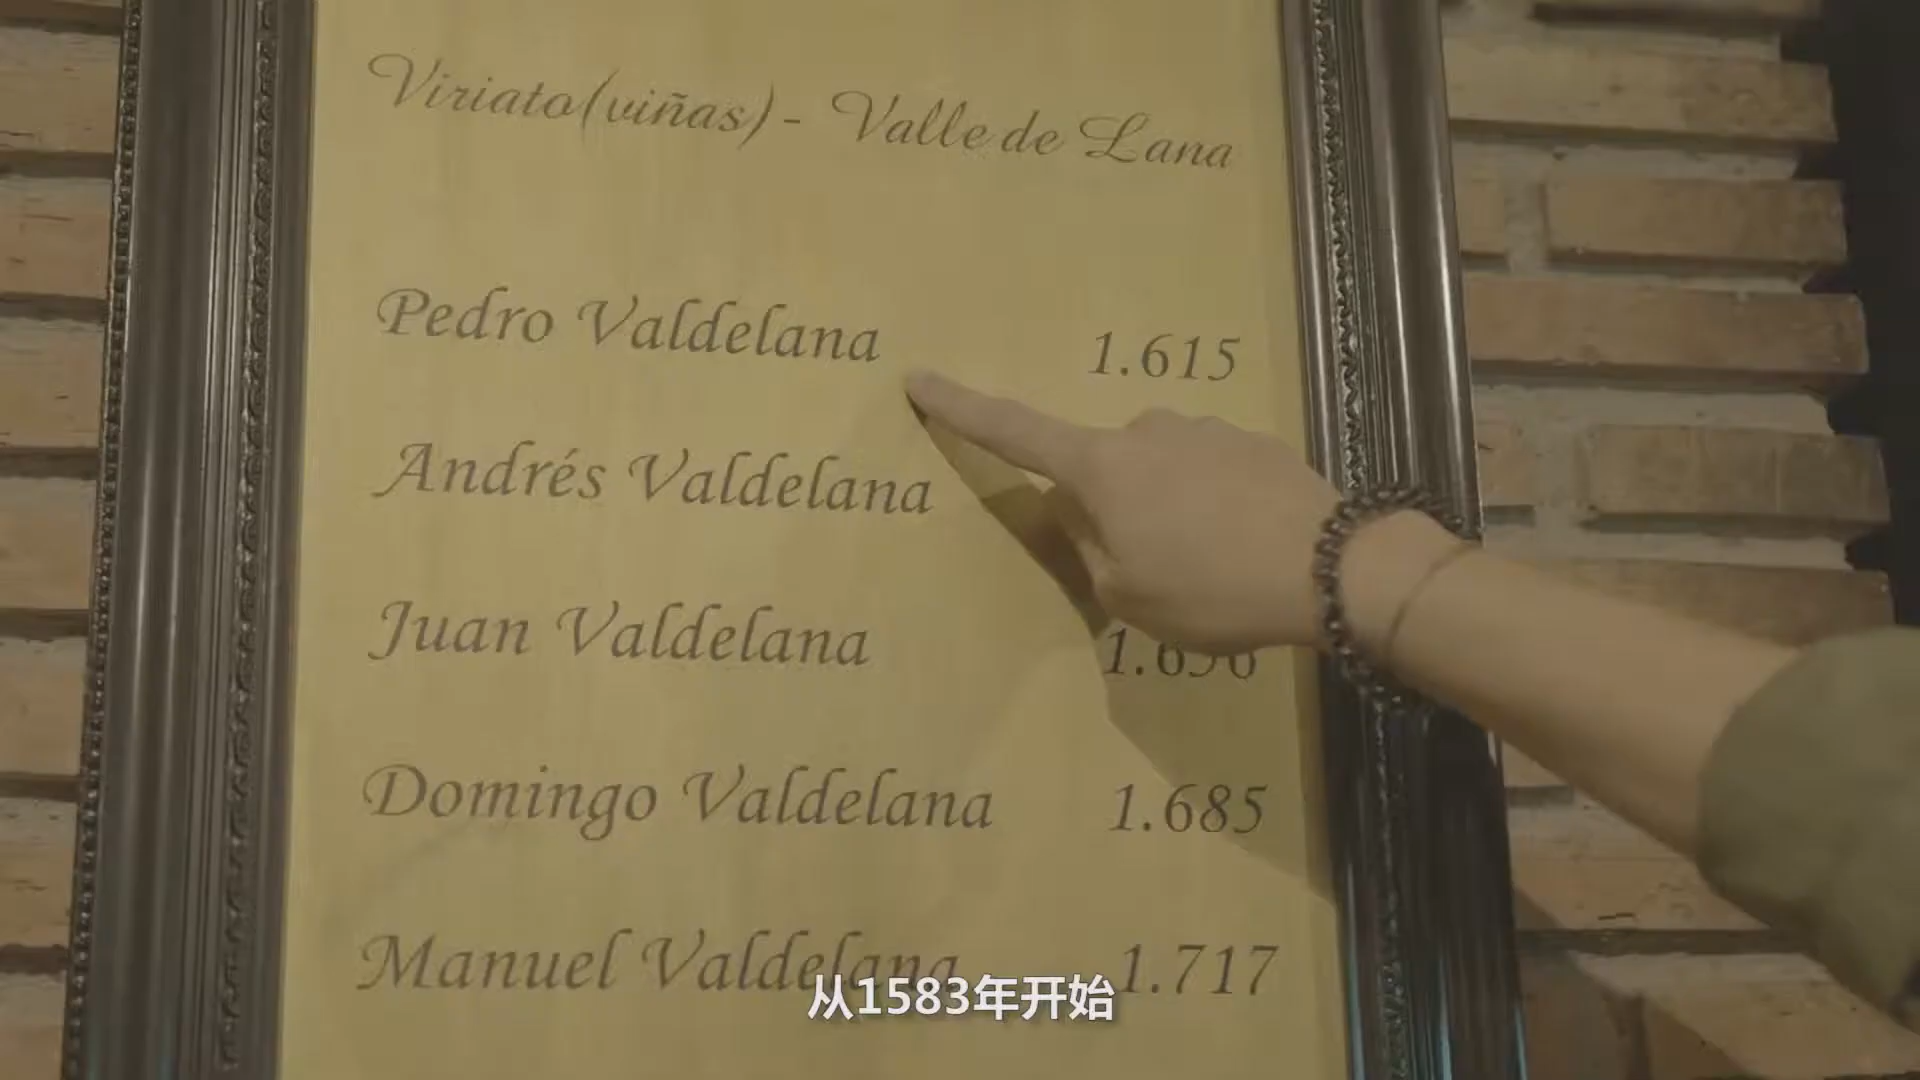 Viriato(viñas) - Valle de Lana
Pedro Valdelana 1.615
Andrés Valdelana
Juan Valdelana
Domingo Valdelana 1.685
Manuel Valdelana 1.717
从1583年开始